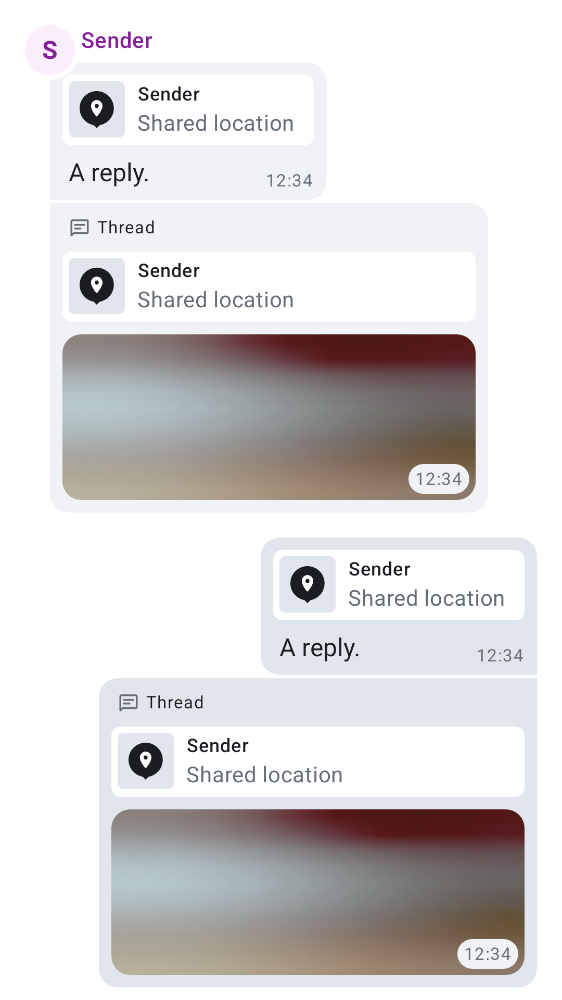 S
Sender
Sender
Shared location
A reply.
12:34
Thread
Sender
Shared location
12:34
Sender
Shared location
A reply.
12:34
Thread
Sender
Shared location
12:34